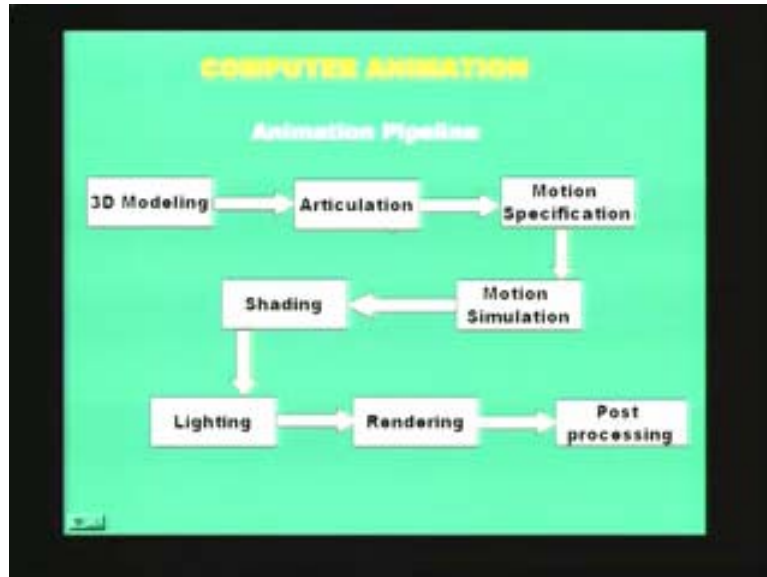 COMPUTER ANIMATION
Animation Pipeline
3D Modeling
Articulation
Motion
Specification
Shading
Motion
Simulation
Lighting
Rendering
Post
processing